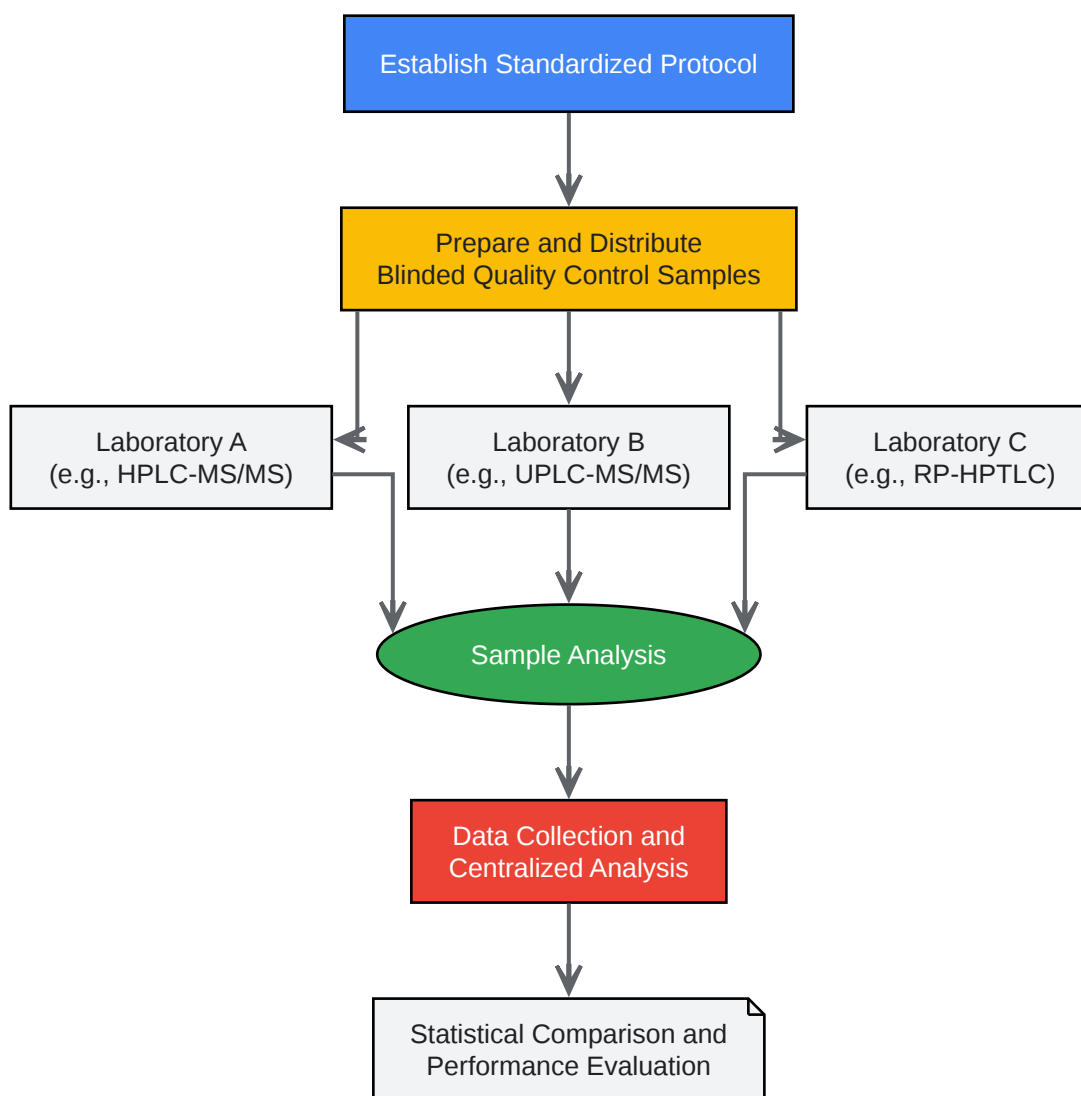 Establish Standardized Protocol
Prepare and Distribute
Blinded Quality Control Samples
Laboratory A
(e.g., HPLC-MS/MS)
Laboratory B
(e.g., UPLC-MS/MS)
Laboratory C
(e.g., RP-HPTLC)
Sample Analysis
Data Collection and
Centralized Analysis
Statistical Comparison and
Performance Evaluation